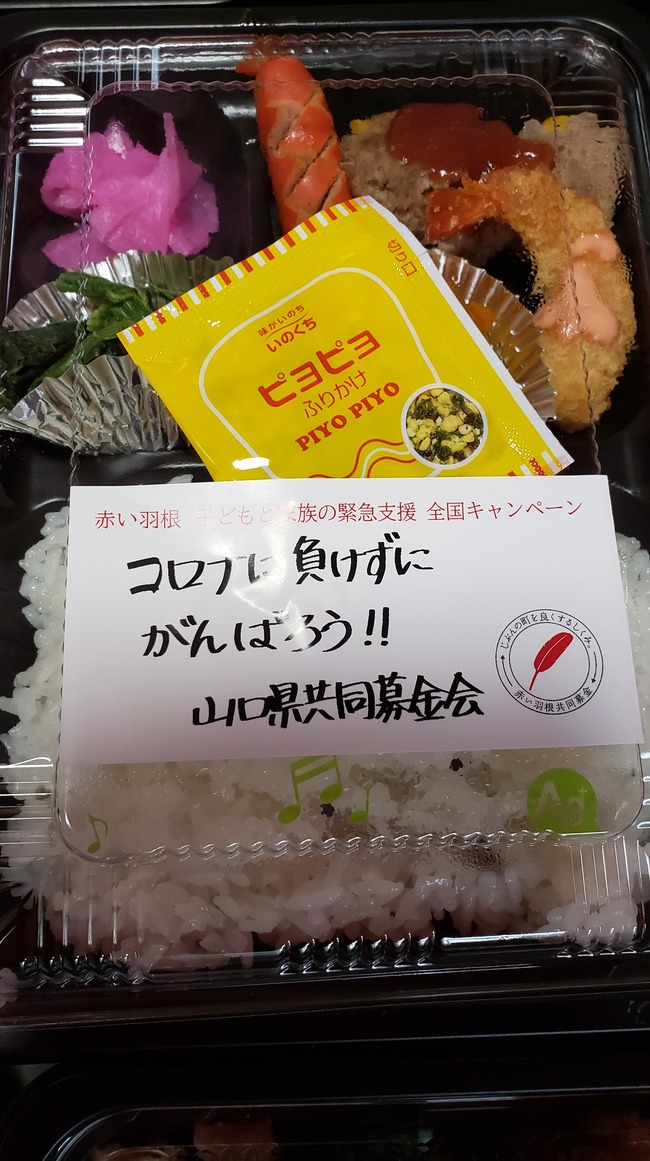 切り口
味がいのち
いのくち
ピヨピヨ
ふりかけ
PIYO PIYO
赤い羽根 子どもと家族の緊急支援 全国キャンペーン
コロナに負けずに
がんばろう!!
じぶんの町を良くするしくみ。
赤い羽根共同募金
山口県共同募金会
Ag+